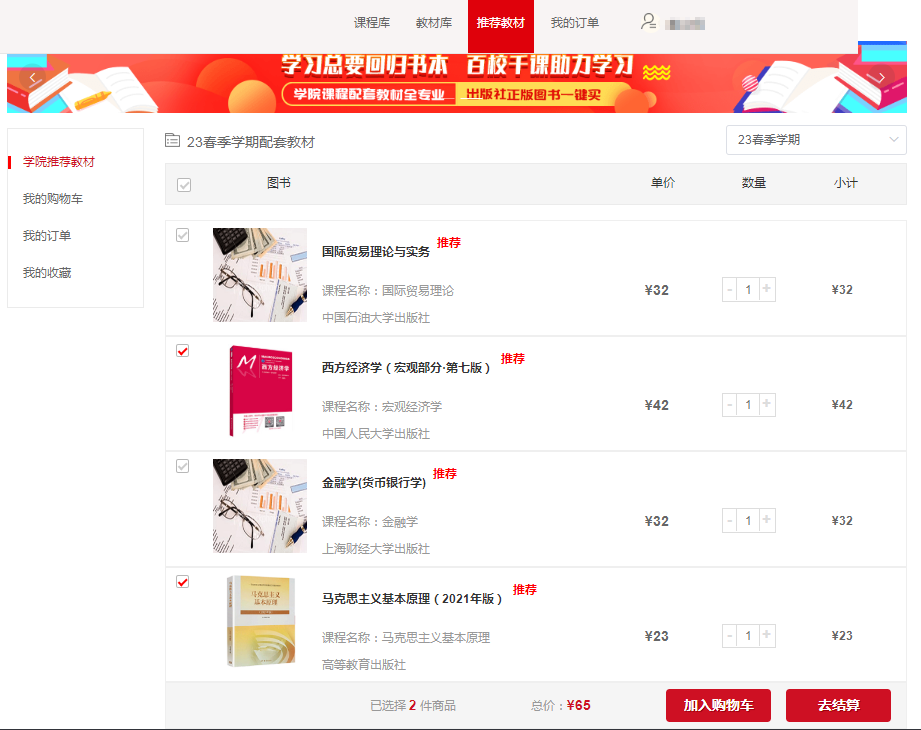 课程库 教材库 推荐教材 我的订单
学习总要回归书本 百校千课助力学习
学院课程配套教材全专业 出版社正版图书一键买
学院推荐教材
我的购物车
我的订单
我的收藏
23春季学期配套教材
23春季学期
图书 单价 数量 小计
国际贸易理论与实务 推荐
课程名称：国际贸易理论
中国石油大学出版社
¥32 - 1 + ¥32
西方经济学
西方经济学（宏观部分·第七版） 推荐
课程名称：宏观经济学
中国人民大学出版社
¥42 - 1 + ¥42
金融学(货币银行学) 推荐
课程名称：金融学
上海财经大学出版社
¥32 - 1 + ¥32
马克思主义
基本原理
马克思主义基本原理（2021年版） 推荐
课程名称：马克思主义基本原理
高等教育出版社
¥23 - 1 + ¥23
已选择 2 件商品 总价：¥65 加入购物车 去结算